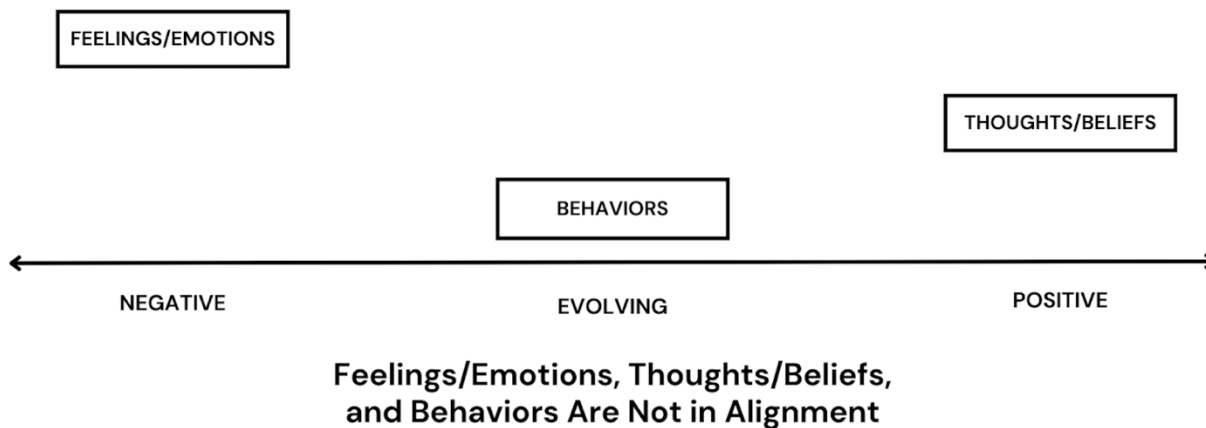 FEELINGS/EMOTIONS
THOUGHTS/BELIEFS
BEHAVIORS
NEGATIVE
EVOLVING
POSITIVE
Feelings/Emotions, Thoughts/Beliefs,
and Behaviors Are Not in Alignment